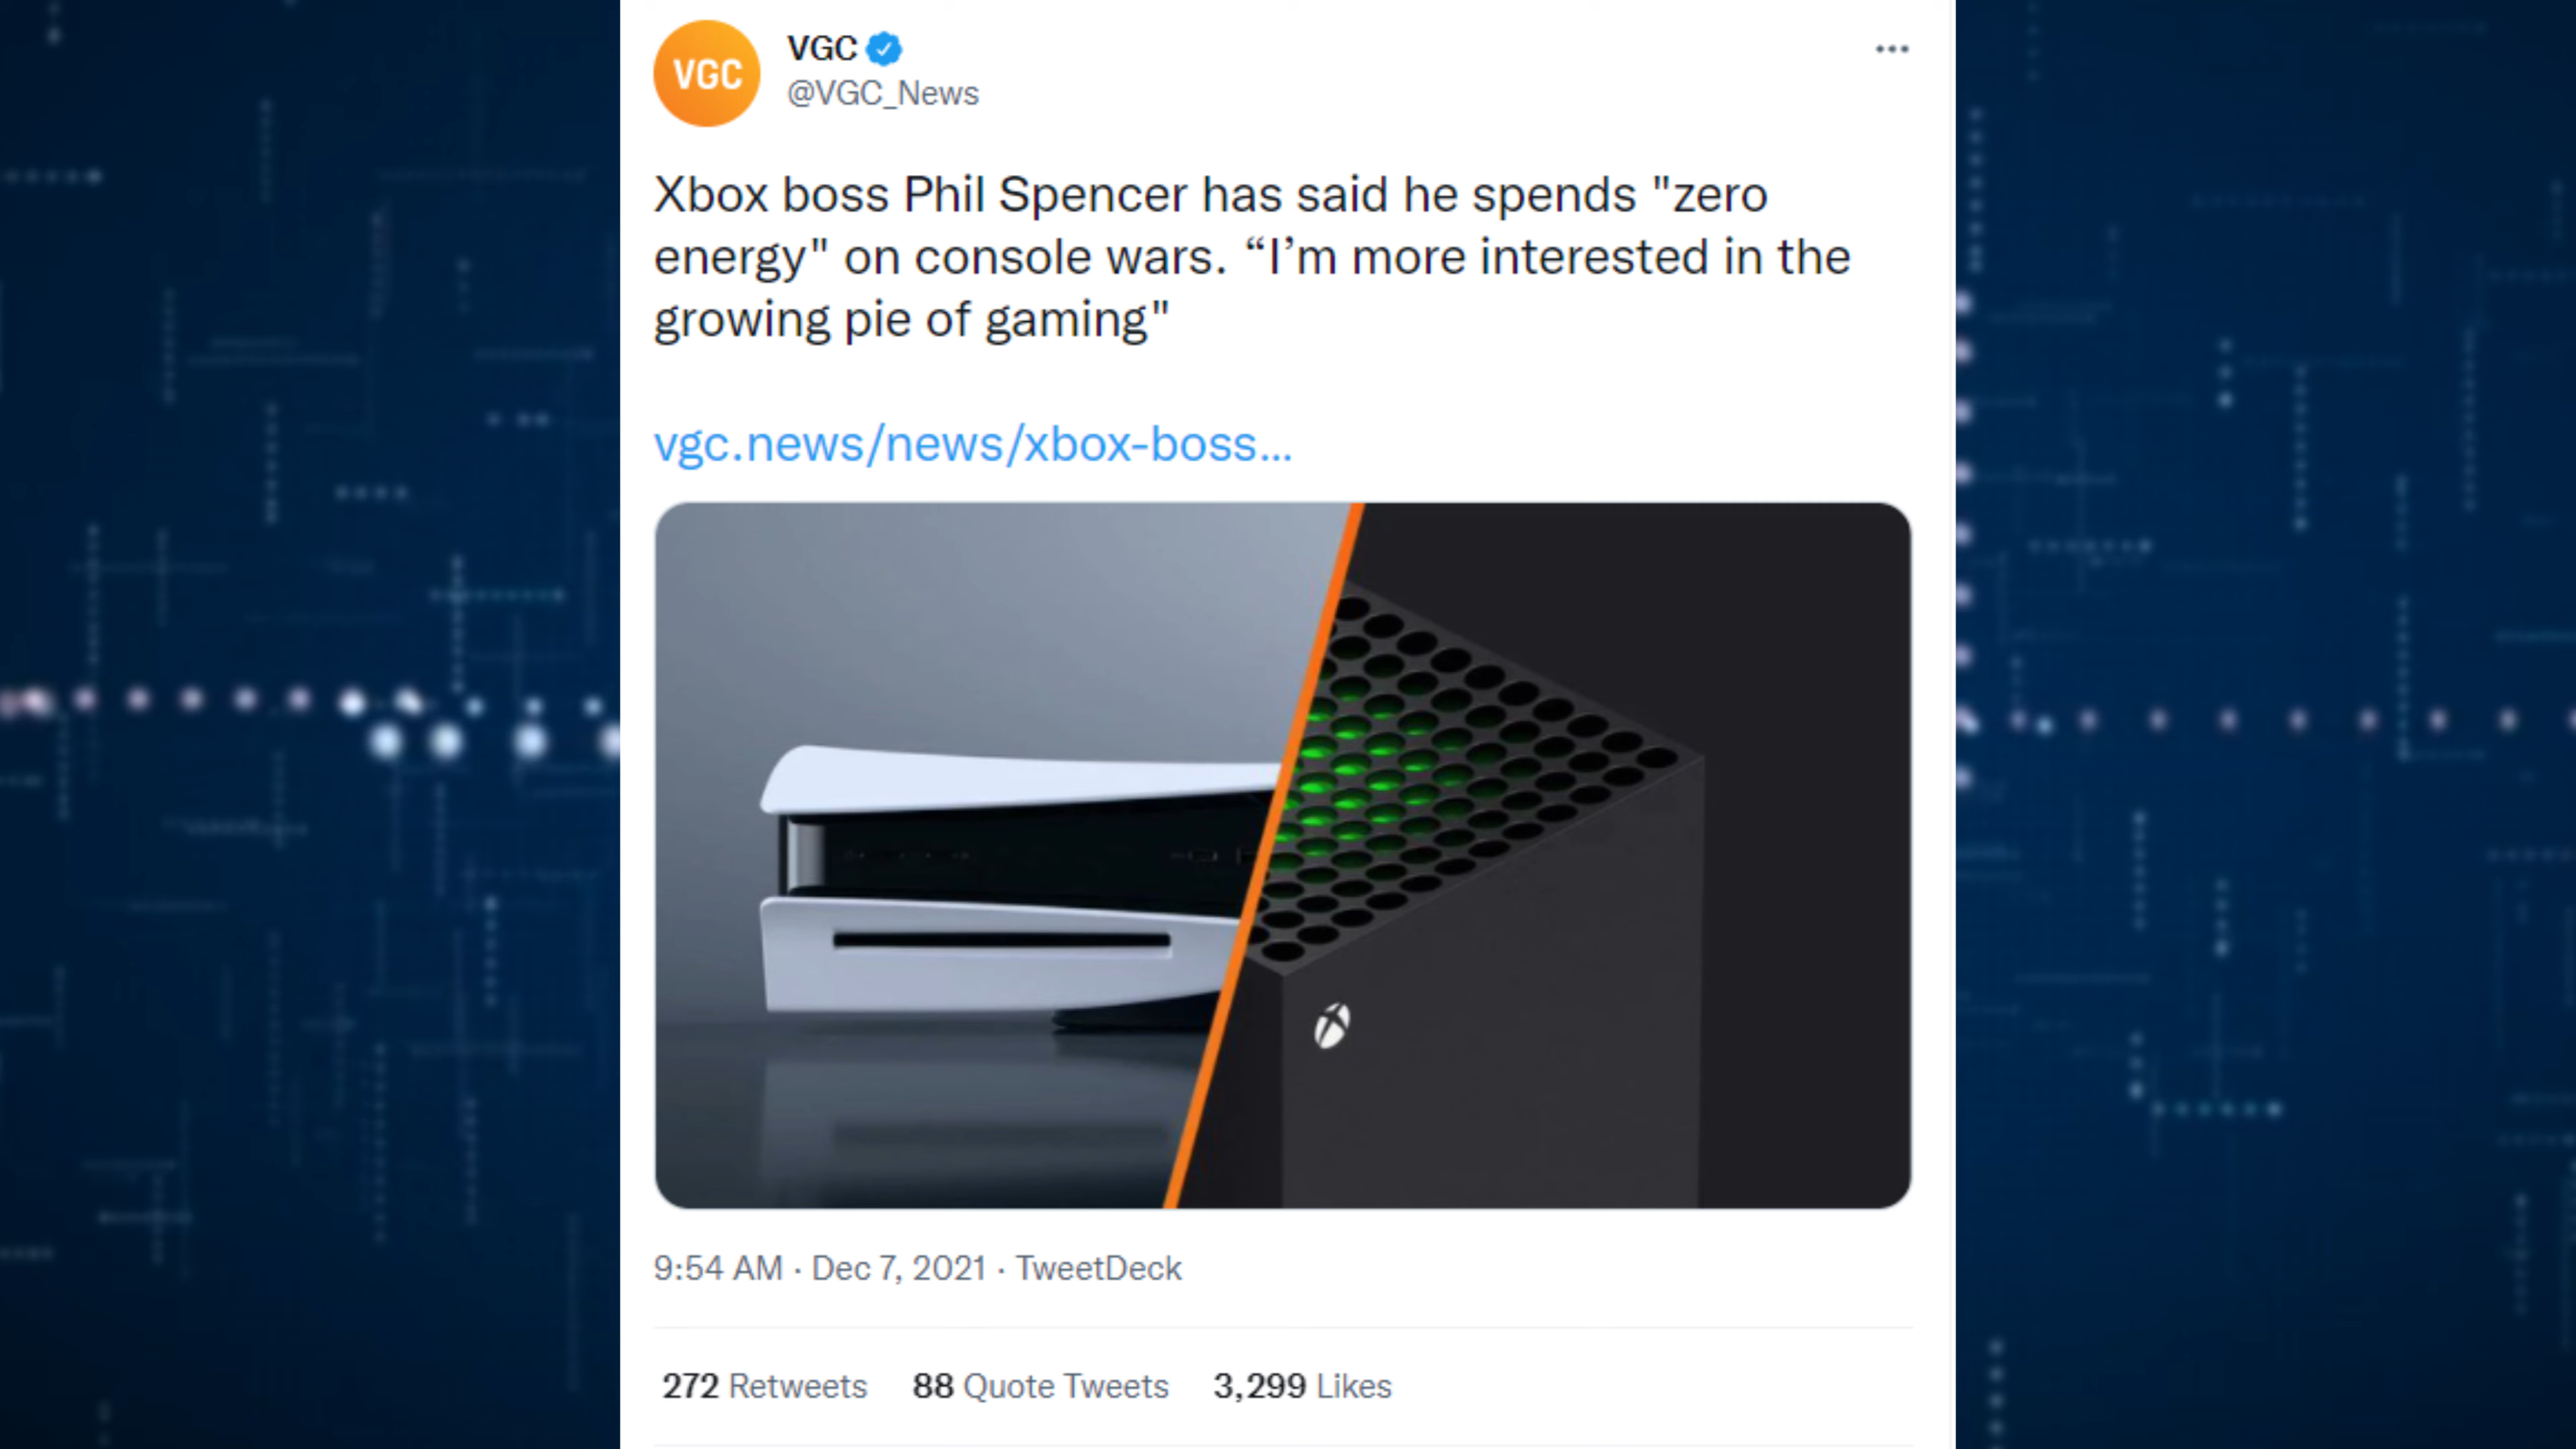 VGC
VGC
@VGC_News
Xbox boss Phil Spencer has said he spends "zero
energy" on console wars. “I’m more interested in the
growing pie of gaming"
vgc.news/news/xbox-boss...
9:54 AM · Dec 7, 2021 · TweetDeck
272 Retweets 88 Quote Tweets 3,299 Likes